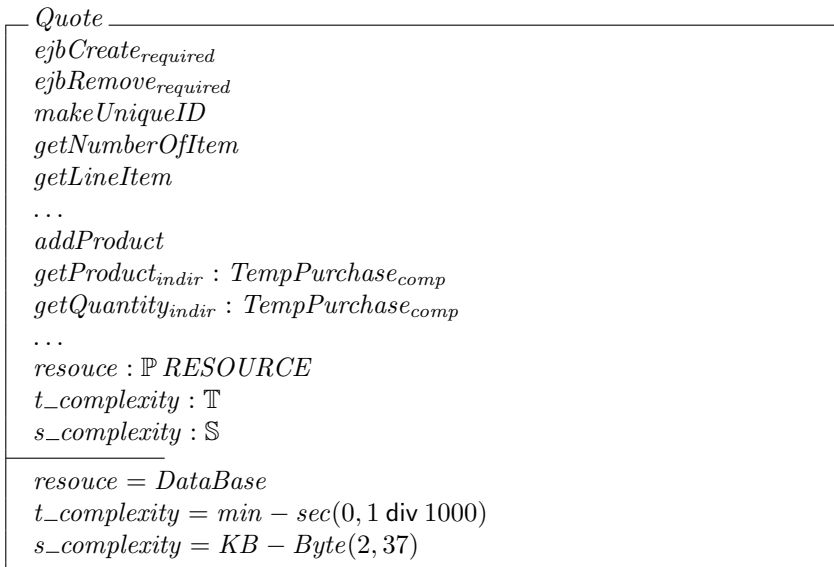 Quote
ejbCreate_required
ejbRemove_required
makeUniqueID
getNumberOfItem
getLineItem
...
addProduct
getProduct_indir : TempPurchase_comp
getQuantity_indir : TempPurchase_comp
...
resouce : ℙ RESOURCE
t_complexity : 𝕋
s_complexity : 𝕊
resouce = DataBase
t_complexity = min − sec(0, 1 div 1000)
s_complexity = KB − Byte(2, 37)